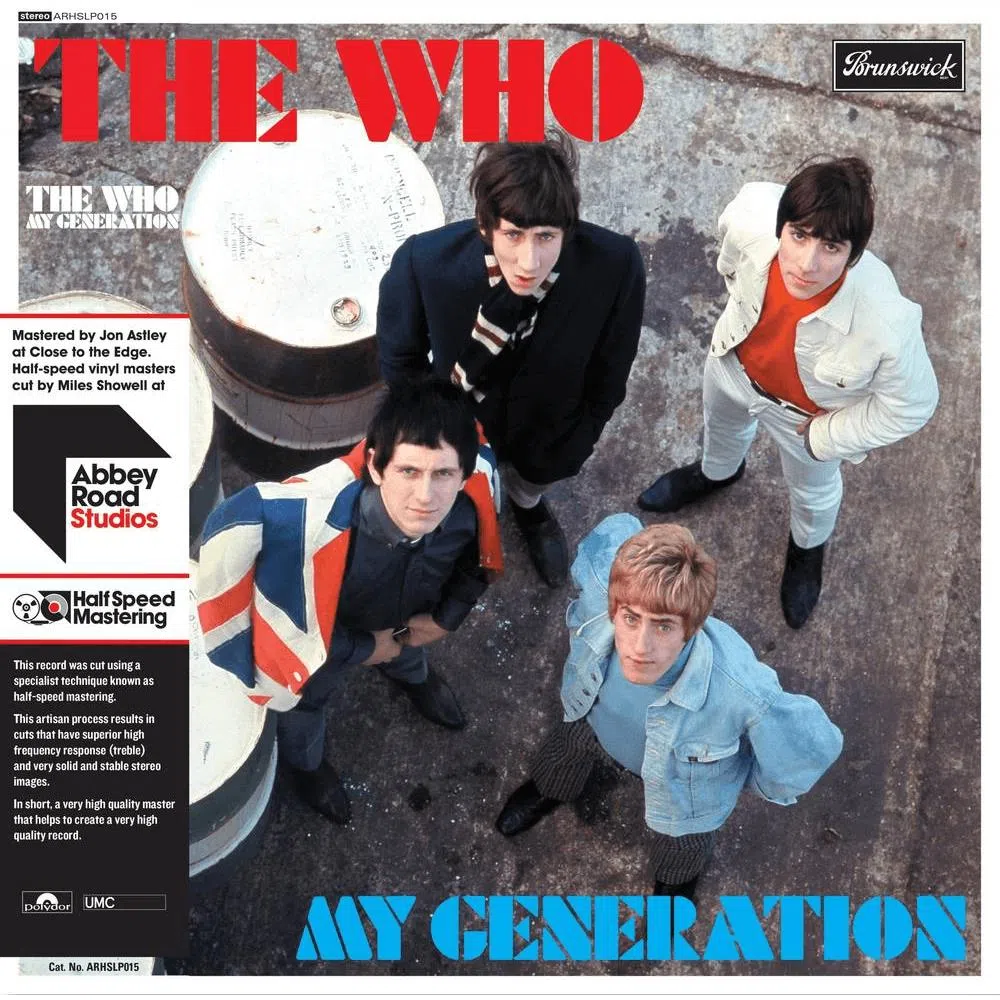 stereo ARHSLP015
THE WHO
Brunswick
THE WHO
MY GENERATION
Mastered by Jon Astley
at Close to the Edge.
Half-speed vinyl masters
cut by Miles Showell at
Abbey
Road
Studios
Half Speed
Mastering
This record was cut using a
specialist technique known as
half-speed mastering.
This artisan process results in
cuts that have superior high
frequency response (treble)
and very solid and stable stereo
images.
In short, a very high quality master
that helps to create a very high
quality record.
polydor
UMC
MY GENERATION
Cat. No. ARHSLP015